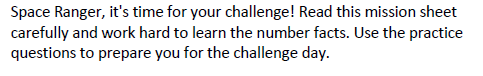 Space Ranger, it's time for your challenge! Read this mission sheet
carefully and work hard to learn the number facts. Use the practice
questions to prepare you for the challenge day.